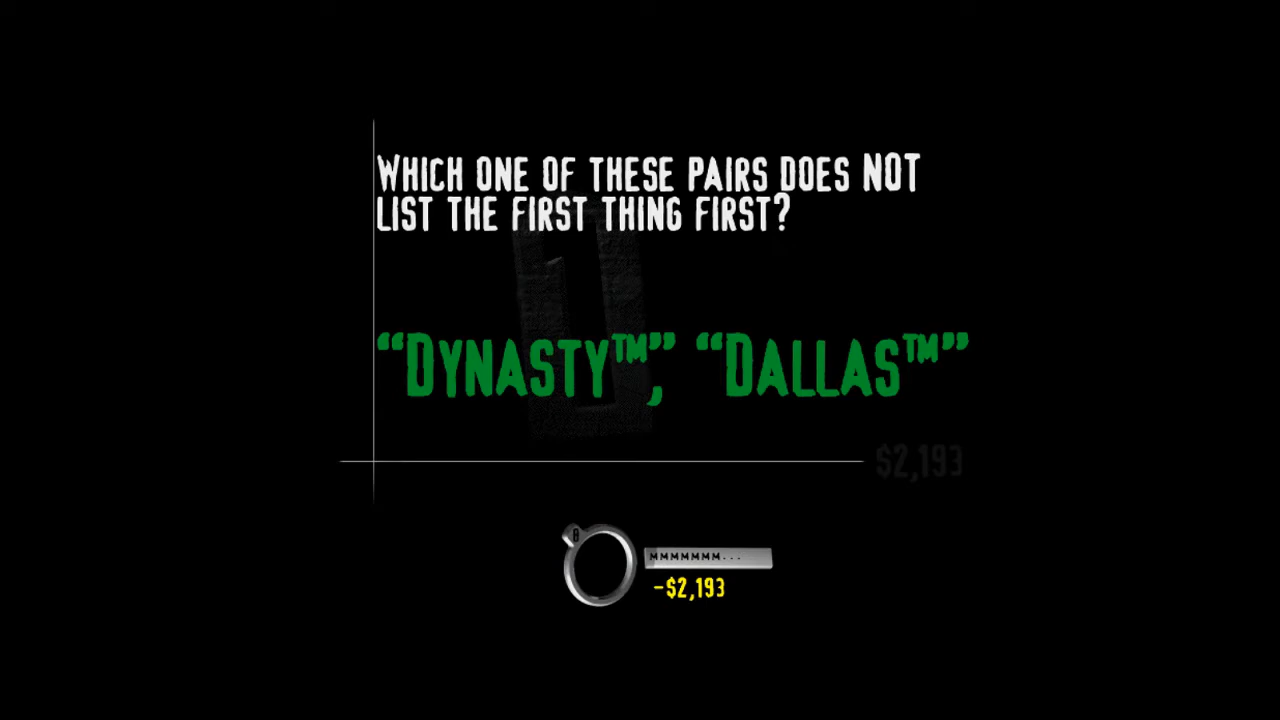 Which one of these pairs does NOT
list the first thing first?
“Dynasty™”, “Dallas™”
$2,193
8
MMMMMMM...
-$2,193